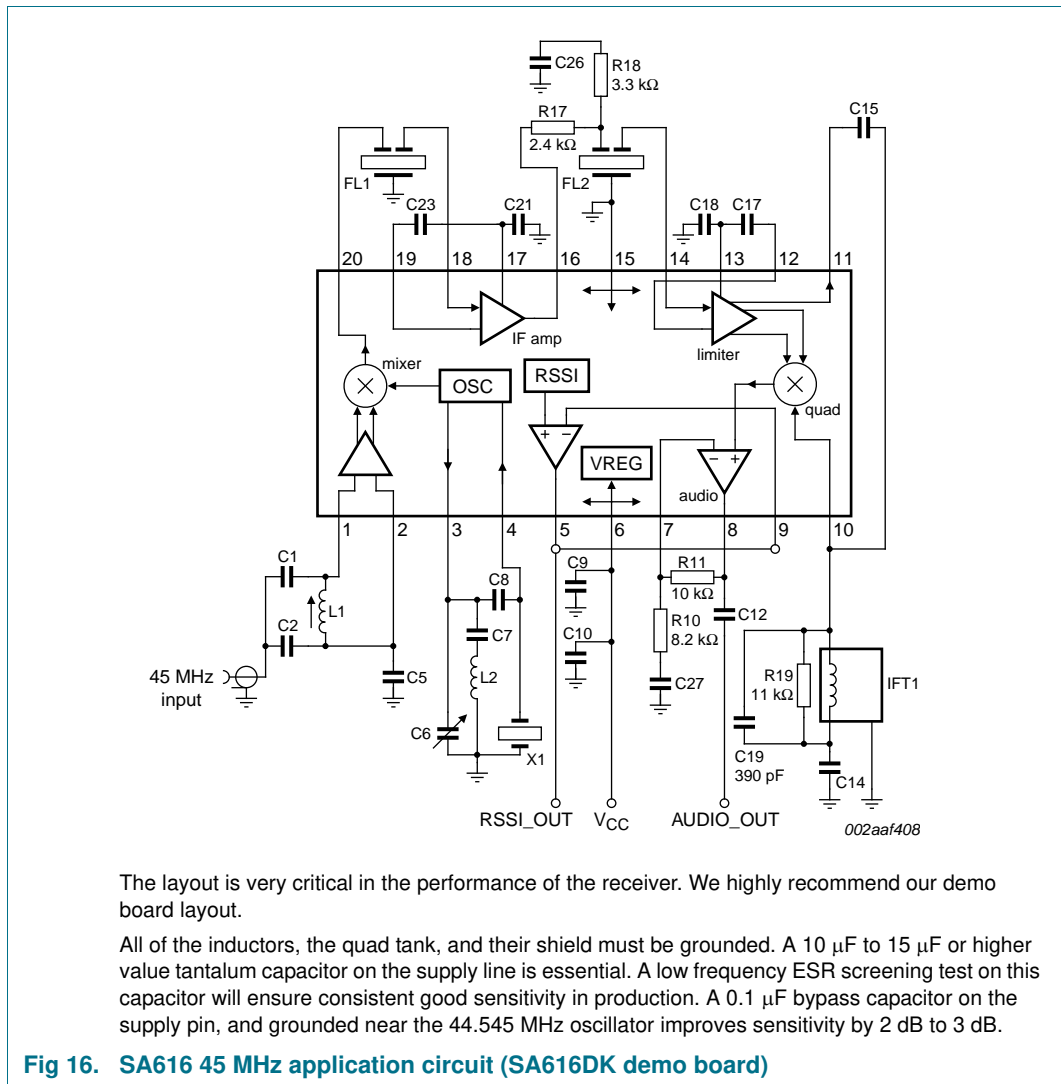 C26
R18
3.3 kΩ
R17
2.4 kΩ
C15
FL1
FL2
C23
C21
C18
C17
20 19 18 17 16 15 14 13 12 11
IF amp
limiter
mixer
OSC
RSSI
quad
+ −
VREG
− +
audio
1 2 3 4 5 6 7 8 9 10
C1
C8
C9
R11
10 kΩ
L1
C7
C10
R10
8.2 kΩ
C12
C2
L2
45 MHz
input
C5
C27
R19
11 kΩ
IFT1
C6
X1
C19
390 pF
C14
RSSI_OUT VCC AUDIO_OUT
002aaf408
The layout is very critical in the performance of the receiver. We highly recommend our demo
board layout.
All of the inductors, the quad tank, and their shield must be grounded. A 10 μF to 15 μF or higher
value tantalum capacitor on the supply line is essential. A low frequency ESR screening test on this
capacitor will ensure consistent good sensitivity in production. A 0.1 μF bypass capacitor on the
supply pin, and grounded near the 44.545 MHz oscillator improves sensitivity by 2 dB to 3 dB.
Fig 16. SA616 45 MHz application circuit (SA616DK demo board)